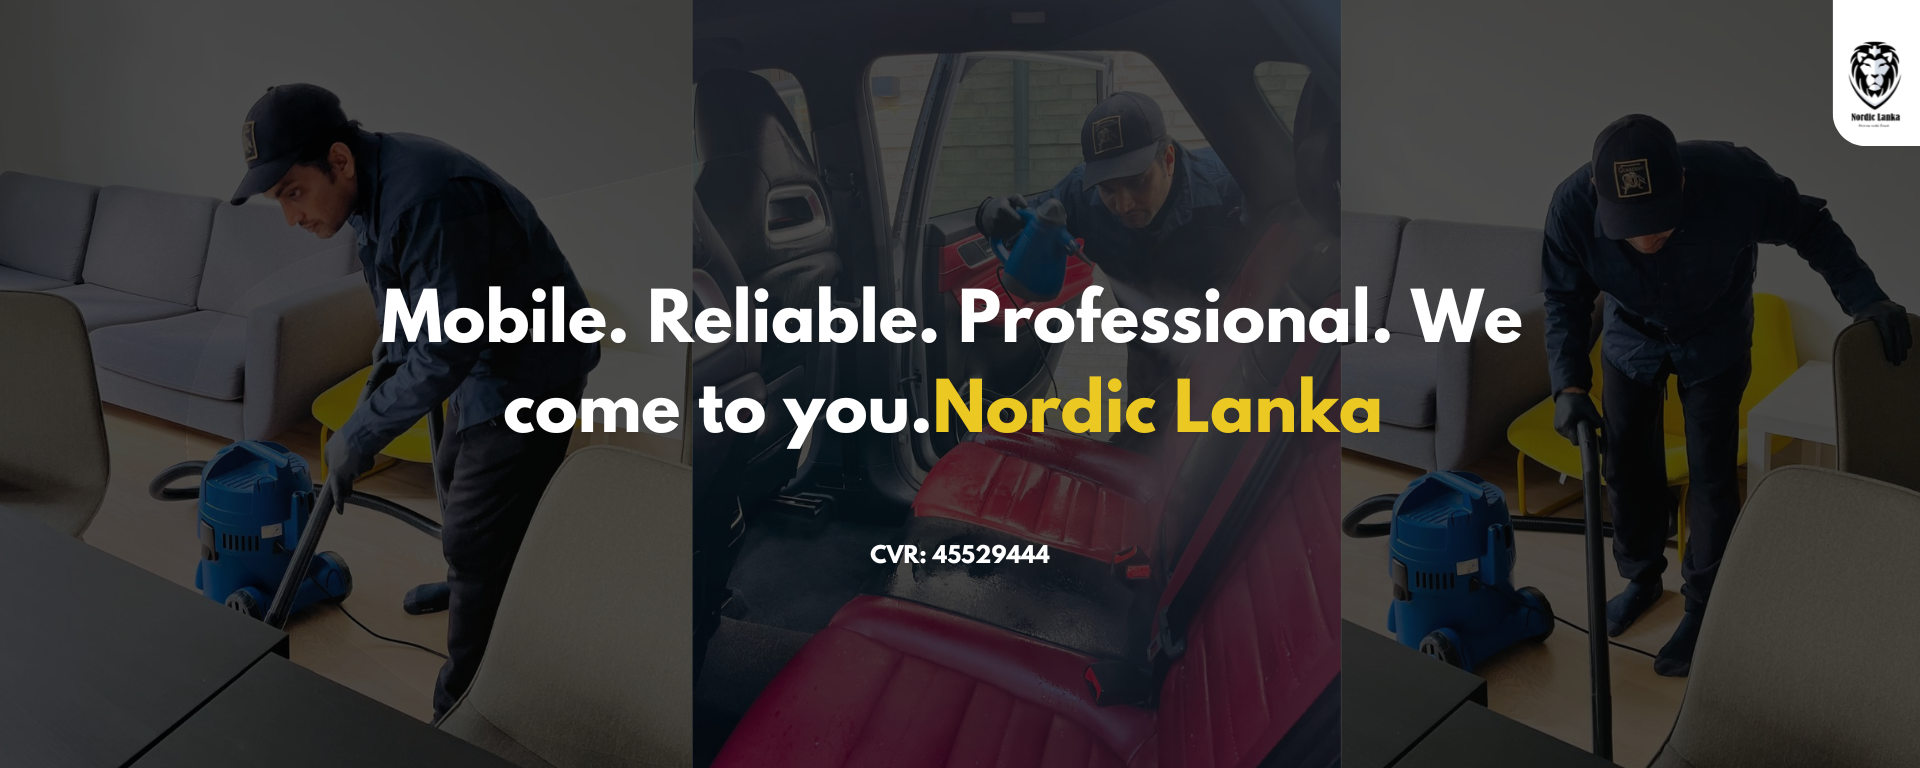 Nordic Lanka
Mobile. Reliable. Professional. We
come to you.Nordic Lanka
CVR: 45529444